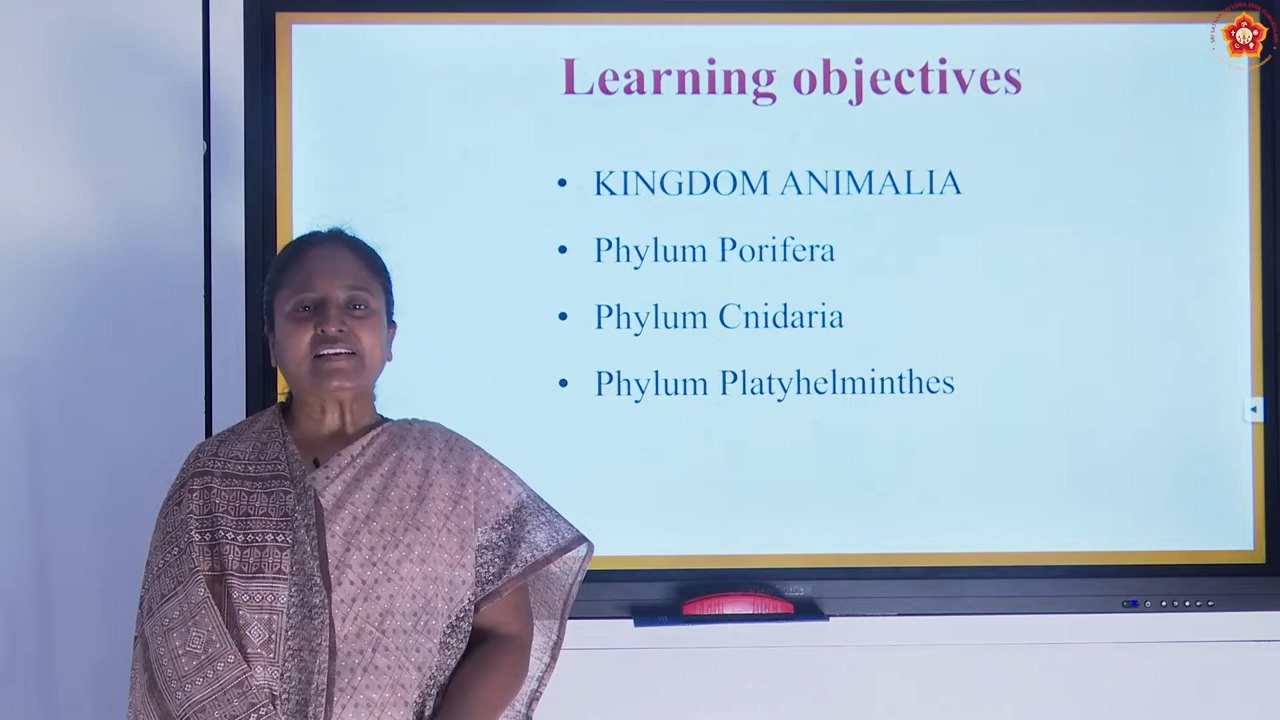 Learning objectives
• KINGDOM ANIMALIA
• Phylum Porifera
• Phylum Cnidaria
• Phylum Platyhelminthes